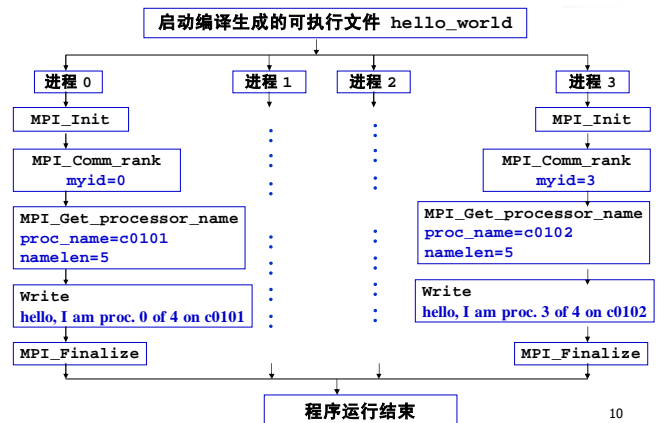 启动编译生成的可执行文件 hello_world
进程 0
进程 1
进程 2
进程 3
MPI_Init
MPI_Init
MPI_Comm_rank
myid=0
MPI_Comm_rank
myid=3
MPI_Get_processor_name
proc_name=c0101
namelen=5
MPI_Get_processor_name
proc_name=c0102
namelen=5
Write
hello, I am proc. 0 of 4 on c0101
Write
hello, I am proc. 3 of 4 on c0102
MPI_Finalize
MPI_Finalize
程序运行结束
10